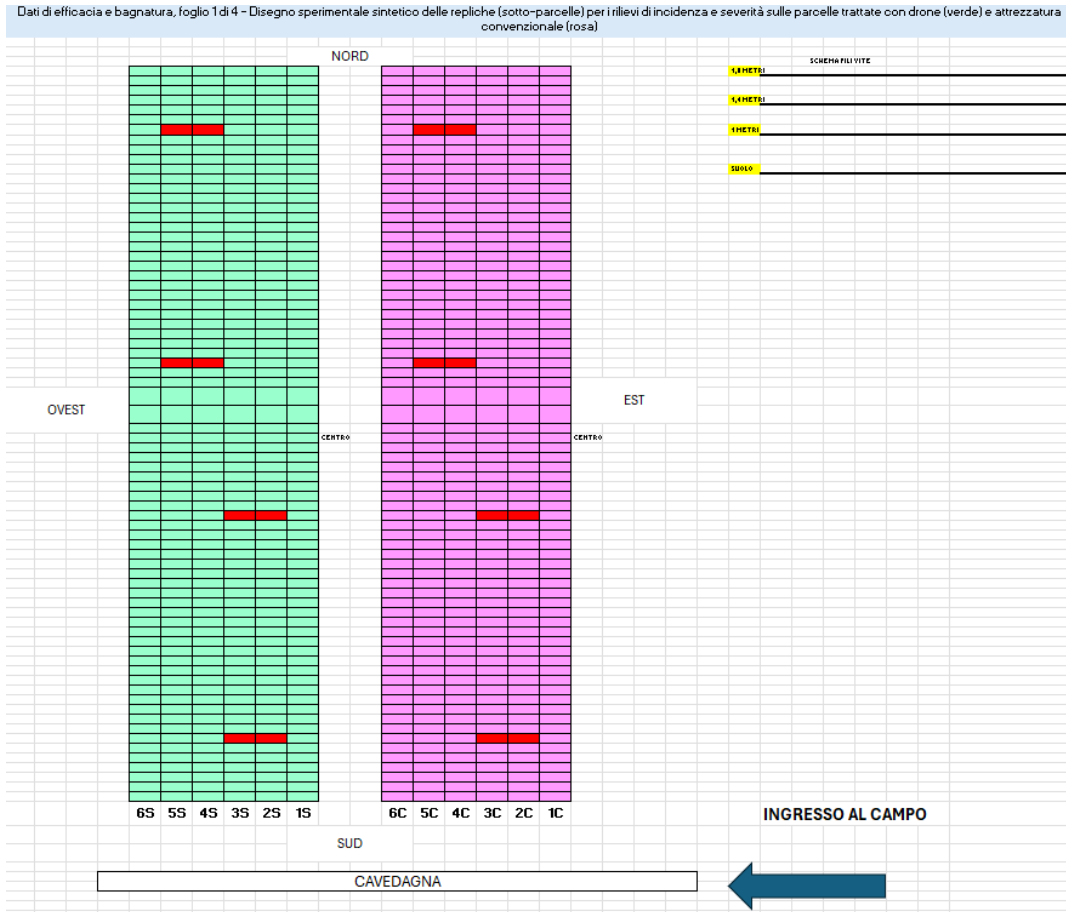 Dati di efficacia e bagnatura, foglio 1 di 4 - Disegno sperimentale sintetico delle repliche (sotto-parcelle) per i rilievi di incidenza e severità sulle parcelle trattate con drone (verde) e attrezzatura
convenzionale (rosa)
NORD
SCHEMA FILI VITE
1,8 METRI
1,4 METRI
1 METRI
SUOLO
OVEST
EST
CENTRO
CENTRO
6S 5S 4S 3S 2S 1S
6C 5C 4C 3C 2C 1C
INGRESSO AL CAMPO
SUD
CAVEDAGNA